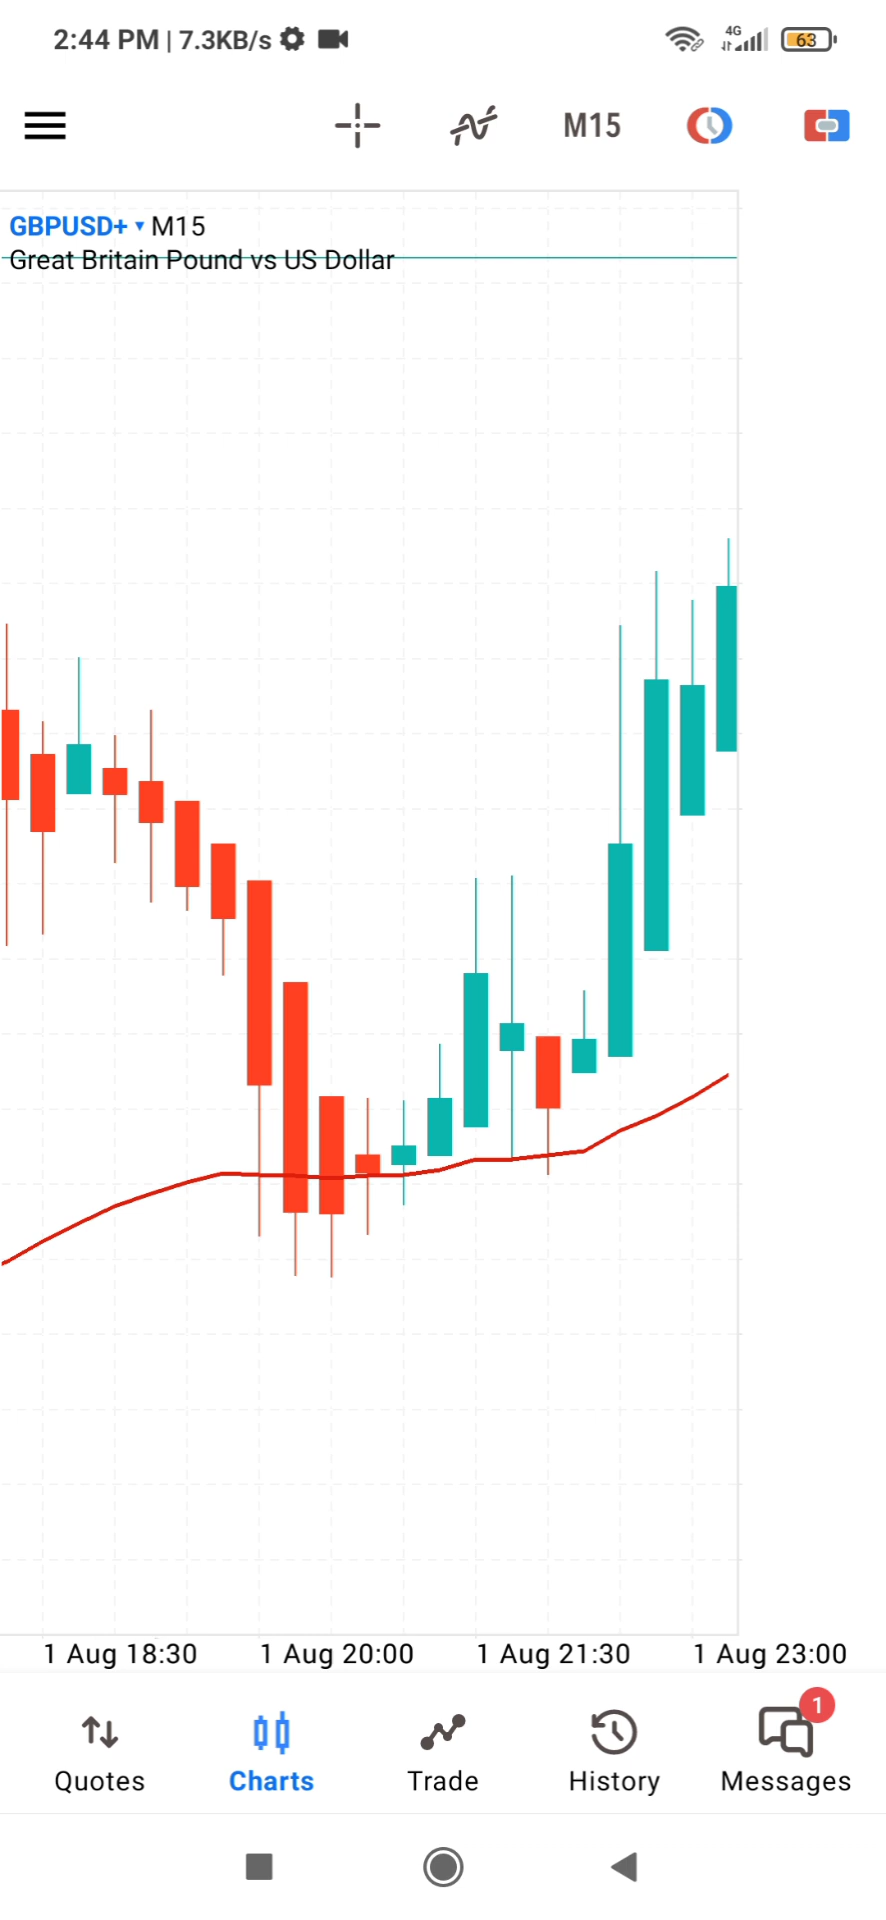 2:44 PM | 7.3KB/s
4G
63
M15
GBPUSD+ ▾ M15
Great Britain Pound vs US Dollar
1 Aug 18:30 1 Aug 20:00 1 Aug 21:30 1 Aug 23:00
1
Quotes Charts Trade History Messages